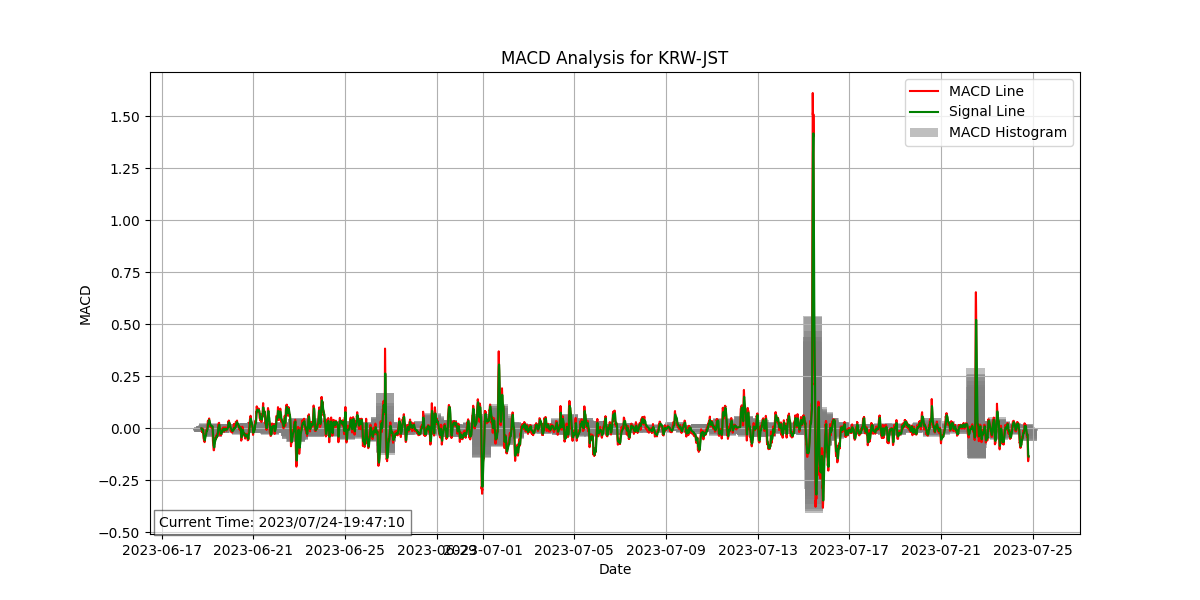 MACD Analysis for KRW-JST
MACD Line
Signal Line
MACD Histogram
1.50
1.25
1.00
0.75
0.50
0.25
0.00
−0.25
−0.50
MACD
Current Time: 2023/07/24-19:47:10
2023-06-17 2023-06-21 2023-06-25 2023-06-29 2023-07-01 2023-07-05 2023-07-09 2023-07-13 2023-07-17 2023-07-21 2023-07-25
Date